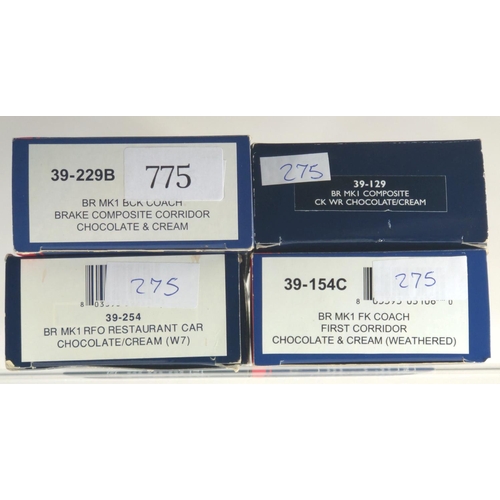 39-229B
775
BR MK1 BCK COACH
BRAKE COMPOSITE CORRIDOR
CHOCOLATE & CREAM
275
39-129
BR MK1 COMPOSITE
CK WR CHOCOLATE/CREAM
275
39-254
BR MK1 RFO RESTAURANT CAR
CHOCOLATE/CREAM (W7)
39-154C
275
BR MK1 FK COACH
FIRST CORRIDOR
CHOCOLATE & CREAM (WEATHERED)